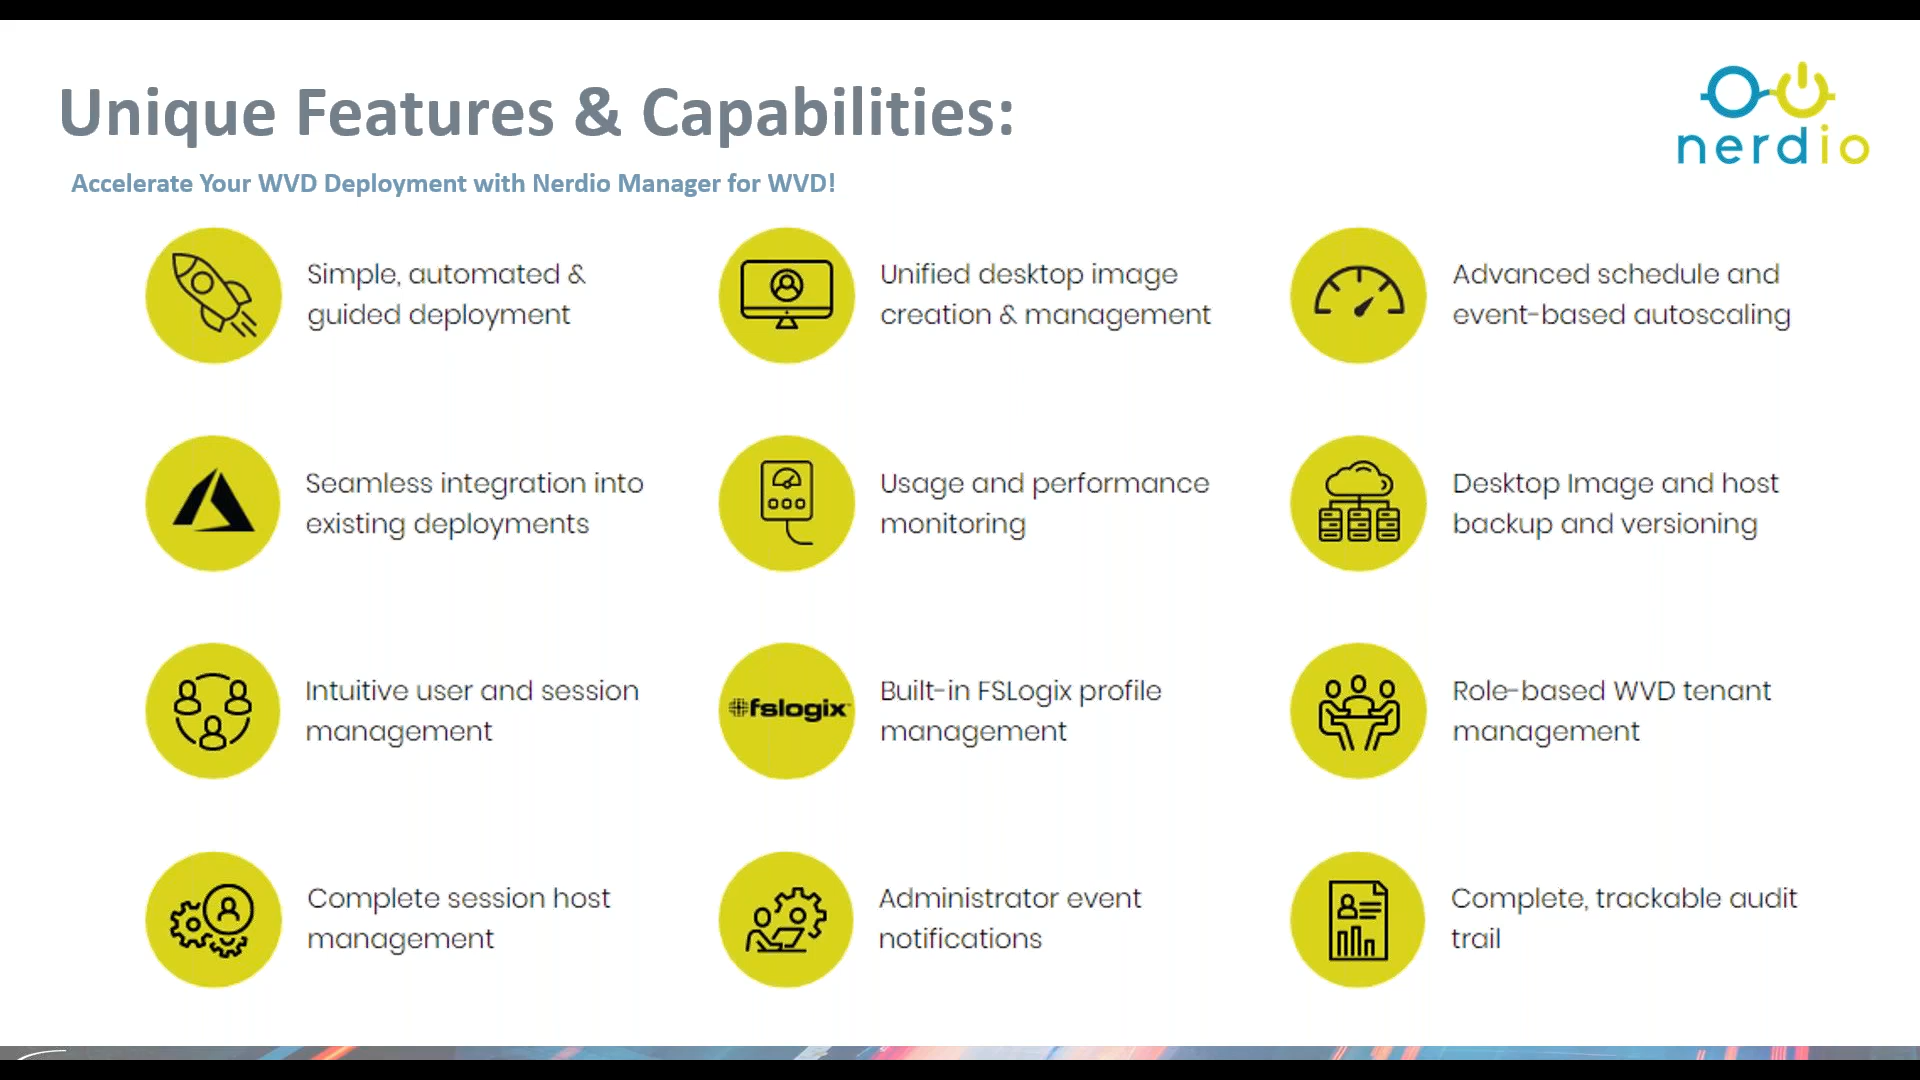 Unique Features & Capabilities:
nerdio
Accelerate Your WVD Deployment with Nerdio Manager for WVD!
Simple, automated &
guided deployment
Unified desktop image
creation & management
Advanced schedule and
event-based autoscaling
Seamless integration into
existing deployments
Usage and performance
monitoring
Desktop Image and host
backup and versioning
Intuitive user and session
management
fslogix
Built-in FSLogix profile
management
Role-based WVD tenant
management
Complete session host
management
Administrator event
notifications
Complete, trackable audit
trail